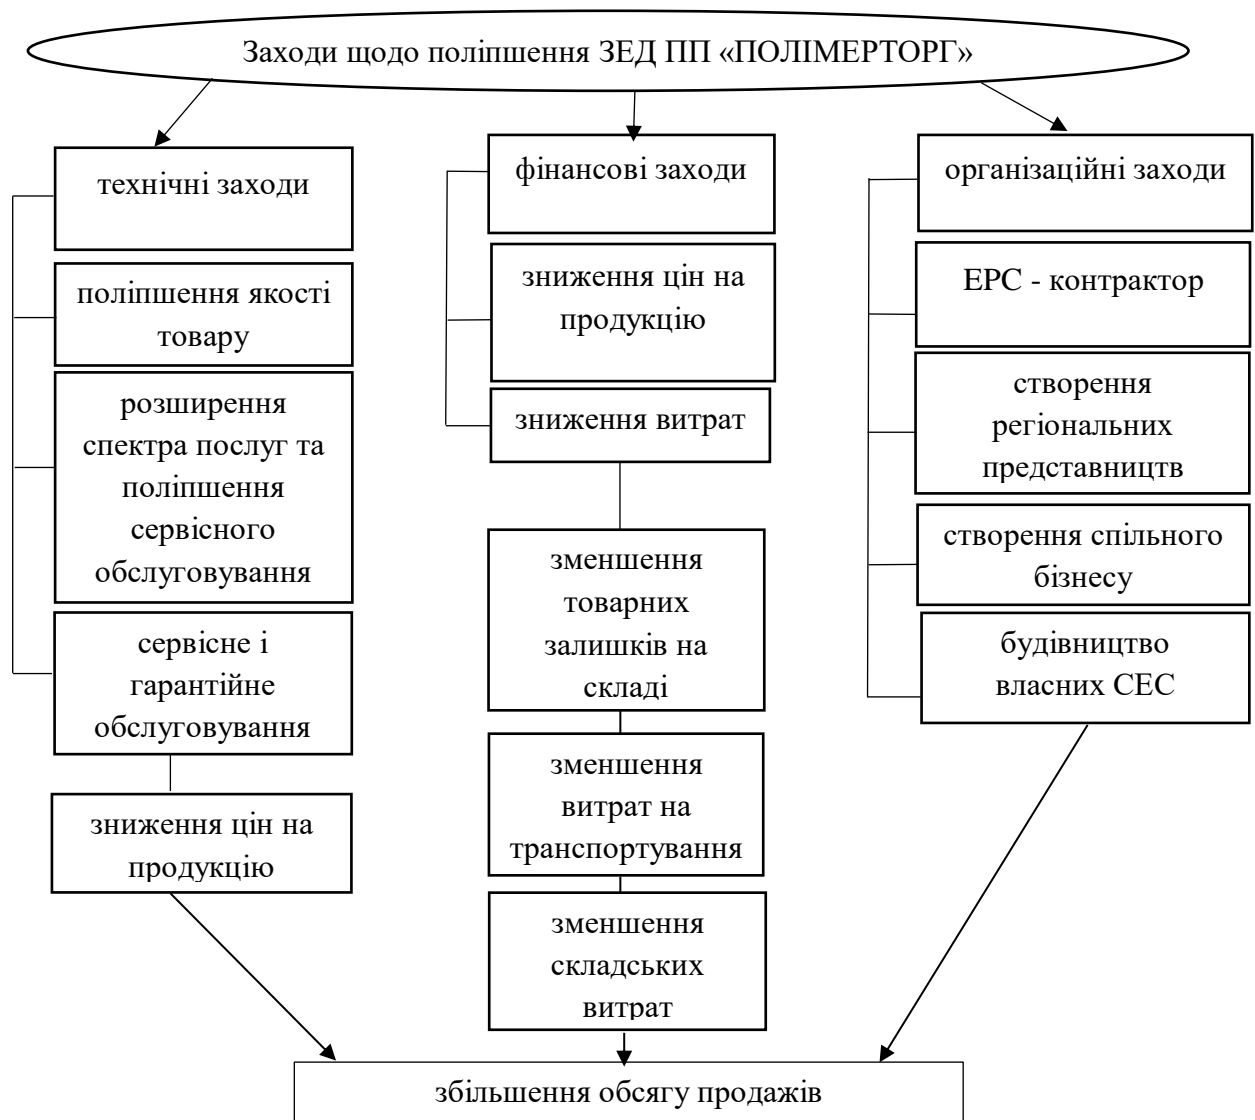 Заходи щодо поліпшення ЗЕД ПП «ПОЛІМЕРТОРГ»
технічні заходи
поліпшення якості
товару
розширення
спектра послуг та
поліпшення
сервісного
обслуговування
сервісне і
гарантійне
обслуговування
зниження цін на
продукцію
фінансові заходи
зниження цін на
продукцію
зниження витрат
зменшення
товарних
залишків на
складі
зменшення
витрат на
транспортування
зменшення
складських
витрат
організаційні заходи
ЕРС - контрактор
створення
регіональних
представництв
створення спільного
бізнесу
будівництво
власних СЕС
збільшення обсягу продажів